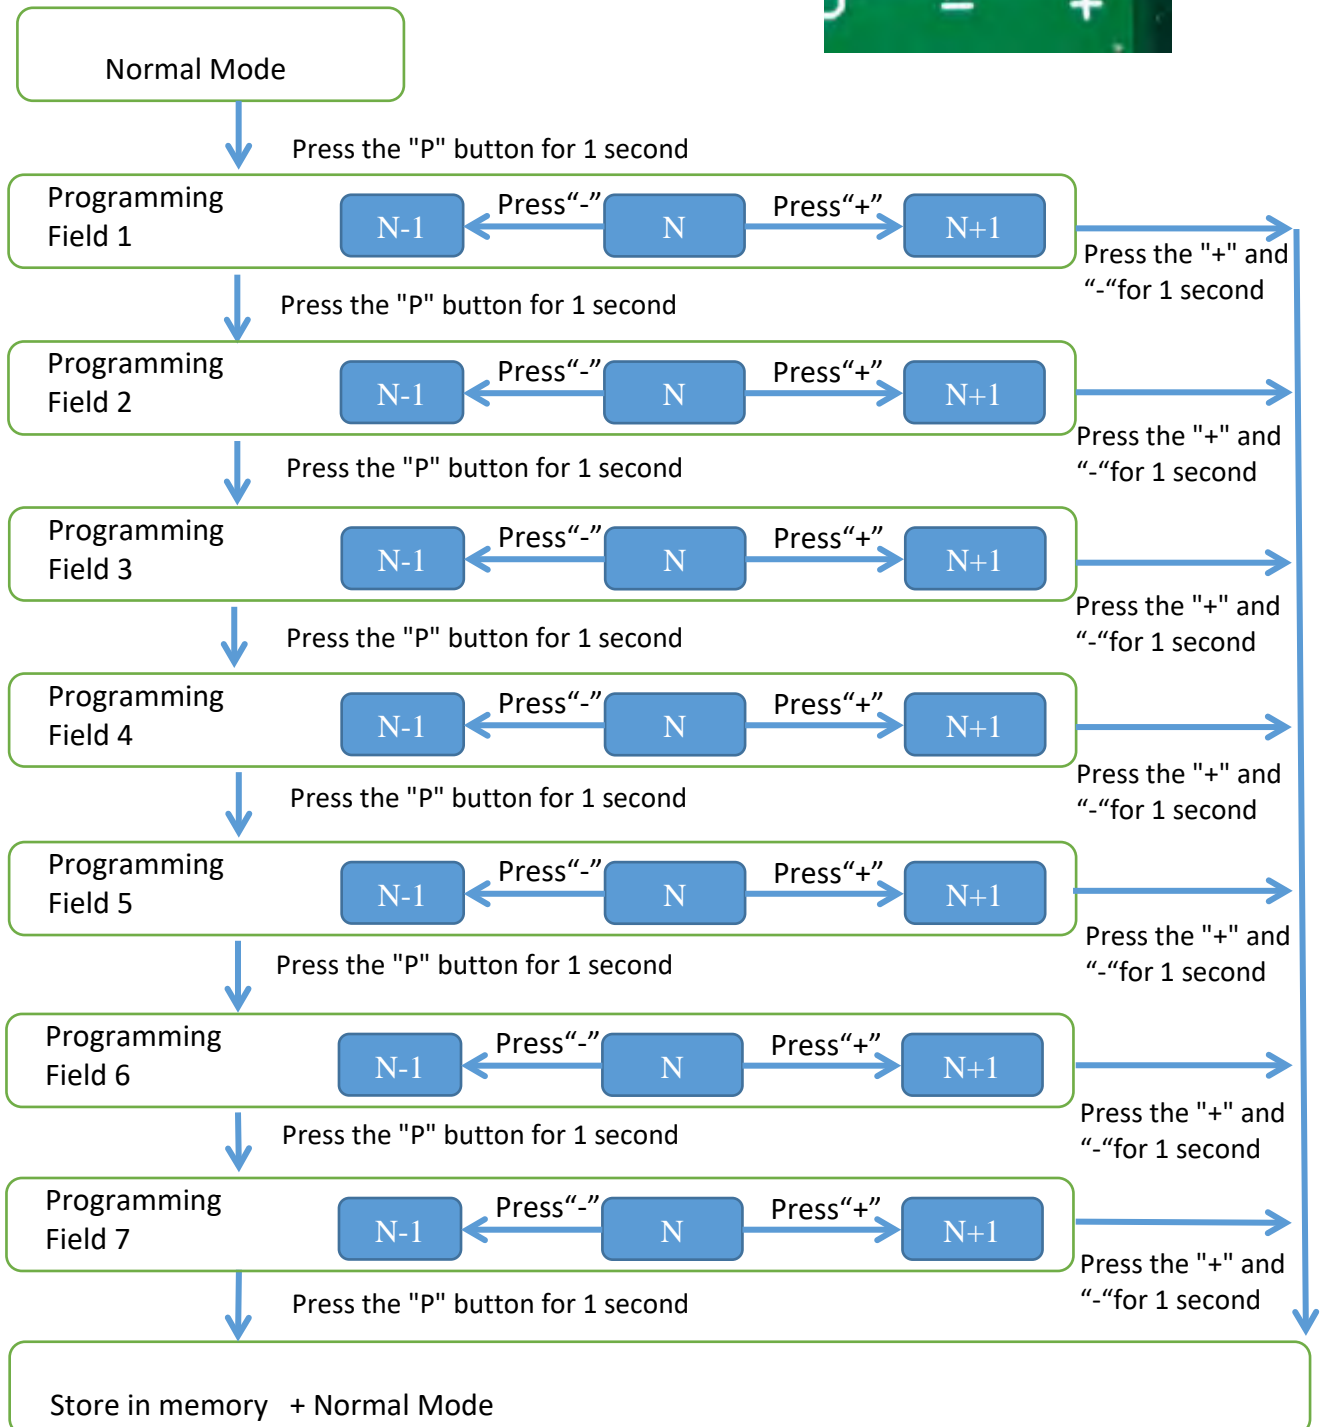 - +
Normal Mode
Press the "P" button for 1 second
Programming
Field 1
N-1
Press“-”
N
Press“+”
N+1
Press the "+" and
“-“for 1 second
Press the "P" button for 1 second
Programming
Field 2
N-1
Press“-”
N
Press“+”
N+1
Press the "+" and
“-“for 1 second
Press the "P" button for 1 second
Programming
Field 3
N-1
Press“-”
N
Press“+”
N+1
Press the "+" and
“-“for 1 second
Press the "P" button for 1 second
Programming
Field 4
N-1
Press“-”
N
Press“+”
N+1
Press the "+" and
“-“for 1 second
Press the "P" button for 1 second
Programming
Field 5
N-1
Press“-”
N
Press“+”
N+1
Press the "+" and
“-“for 1 second
Press the "P" button for 1 second
Programming
Field 6
N-1
Press“-”
N
Press“+”
N+1
Press the "+" and
“-“for 1 second
Press the "P" button for 1 second
Programming
Field 7
N-1
Press“-”
N
Press“+”
N+1
Press the "+" and
“-“for 1 second
Press the "P" button for 1 second
Store in memory + Normal Mode